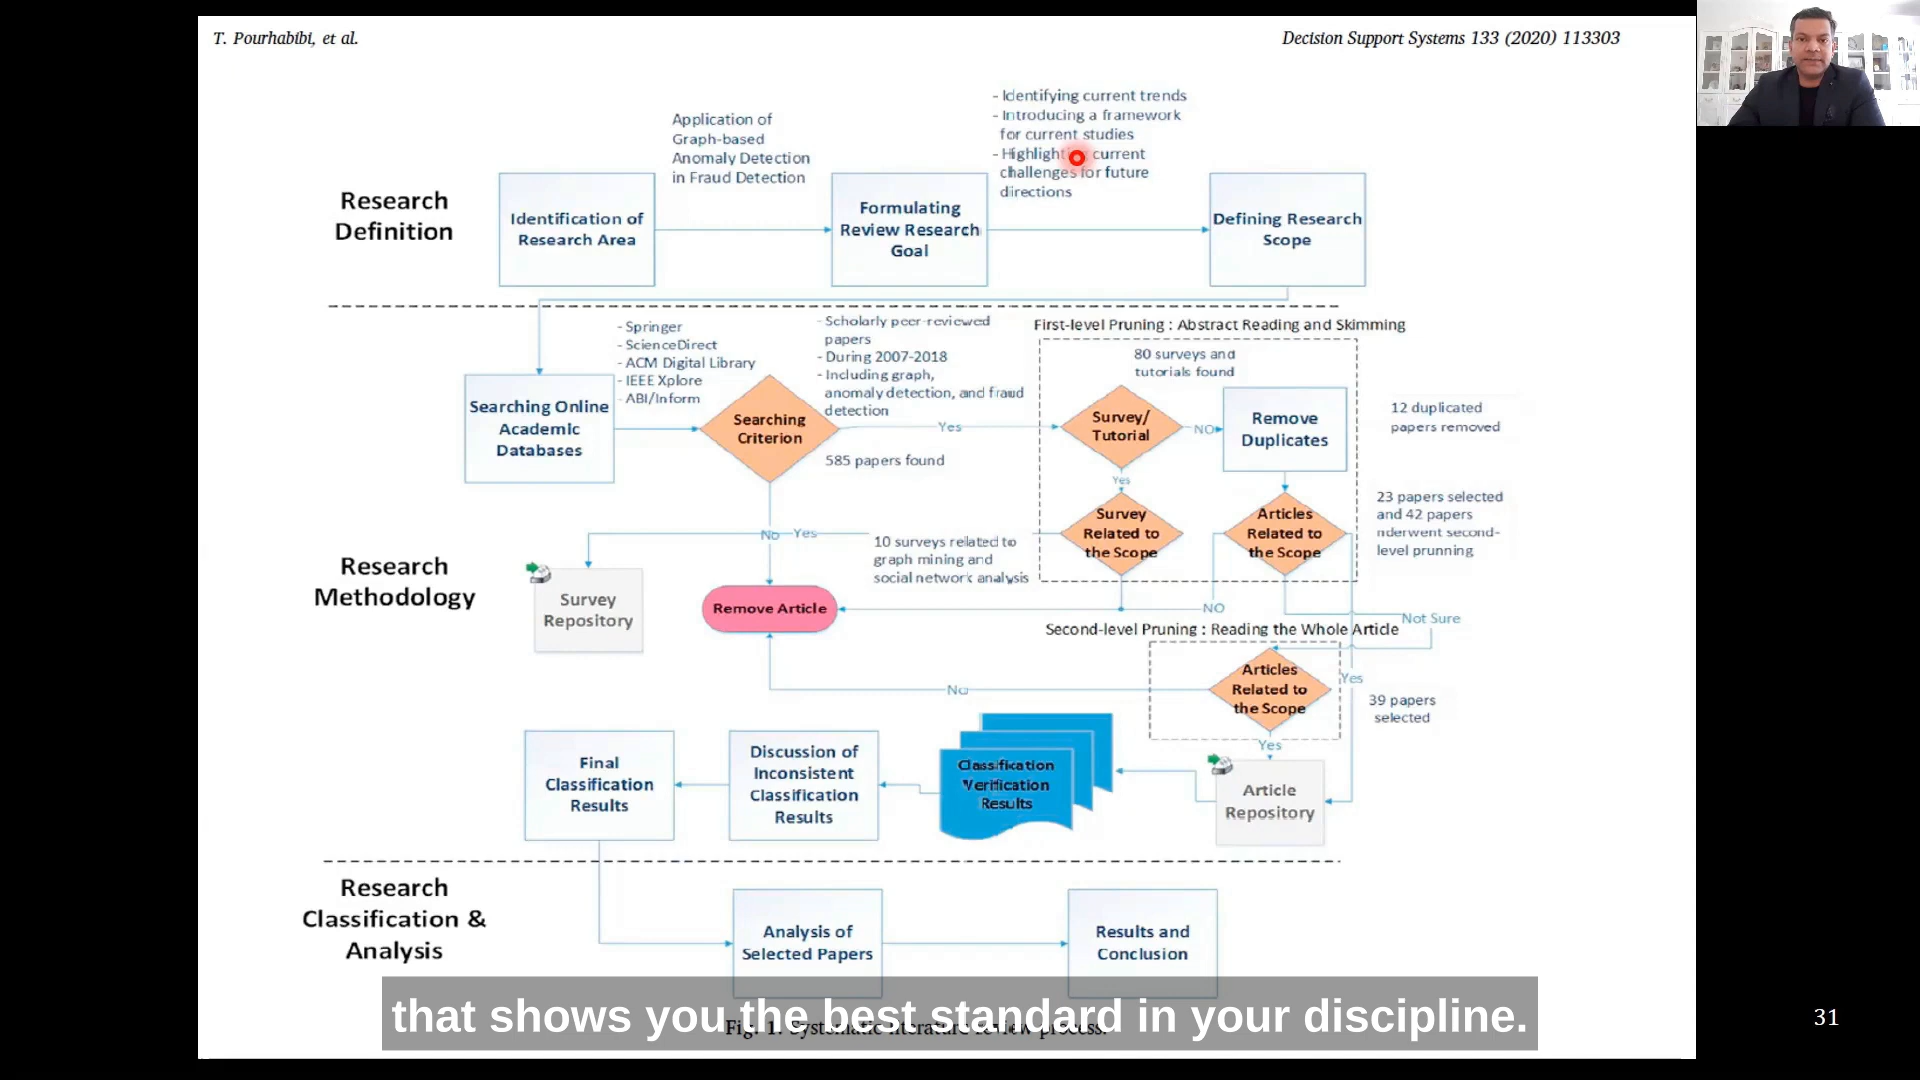 T. Pourhabibi, et al.
Decision Support Systems 133 (2020) 113303
Research
Definition
Identification of
Research Area
Application of
Graph-based
Anomaly Detection
in Fraud Detection
Formulating
Review Research
Goal
- Identifying current trends
- Introducing a framework
for current studies
- Highlighting current
challenges for future
directions
Defining Research
Scope
Research
Methodology
Searching Online
Academic
Databases
- Springer
- ScienceDirect
- ACM Digital Library
- IEEE Xplore
- ABI/Inform
Searching
Criterion
- Scholarly peer-reviewed
papers
- During 2007-2018
- Including graph,
anomaly detection, and fraud
detection
Yes
585 papers found
First-level Pruning : Abstract Reading and Skimming
80 surveys and
tutorials found
Survey/
Tutorial
NO
Remove
Duplicates
12 duplicated
papers removed
Yes
Survey
Related to
the Scope
Articles
Related to
the Scope
23 papers selected
and 42 papers
nderwent second-
level prunning
No
Yes
10 surveys related to
graph mining and
social network analysis
Survey
Repository
Remove Article
NO
Not Sure
Second-level Pruning : Reading the Whole Article
Articles
Related to
the Scope
No
Yes
39 papers
selected
Yes
Article
Repository
Classification
Verification
Results
Discussion of
Inconsistent
Classification
Results
Final
Classification
Results
Research
Classification &
Analysis
Analysis of
Selected Papers
Results and
Conclusion
Fig. 1. Systematic literature review process.
that shows you the best standard in your discipline.
31